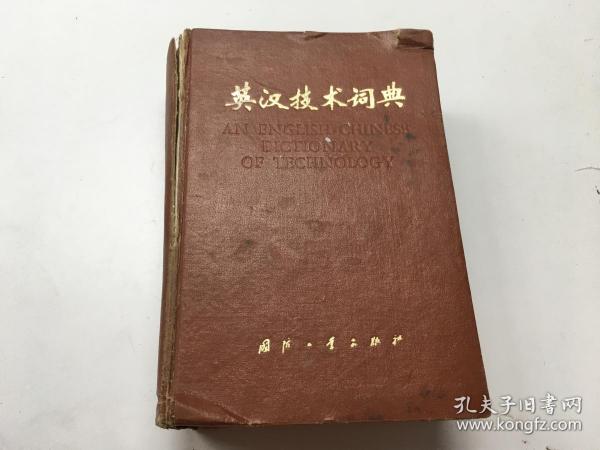 英汉技术词典
AN ENGLISH-CHINESE
DICTIONARY
OF TECHNOLOGY
国防工业出版社
孔夫子旧书网
www.kongfz.com